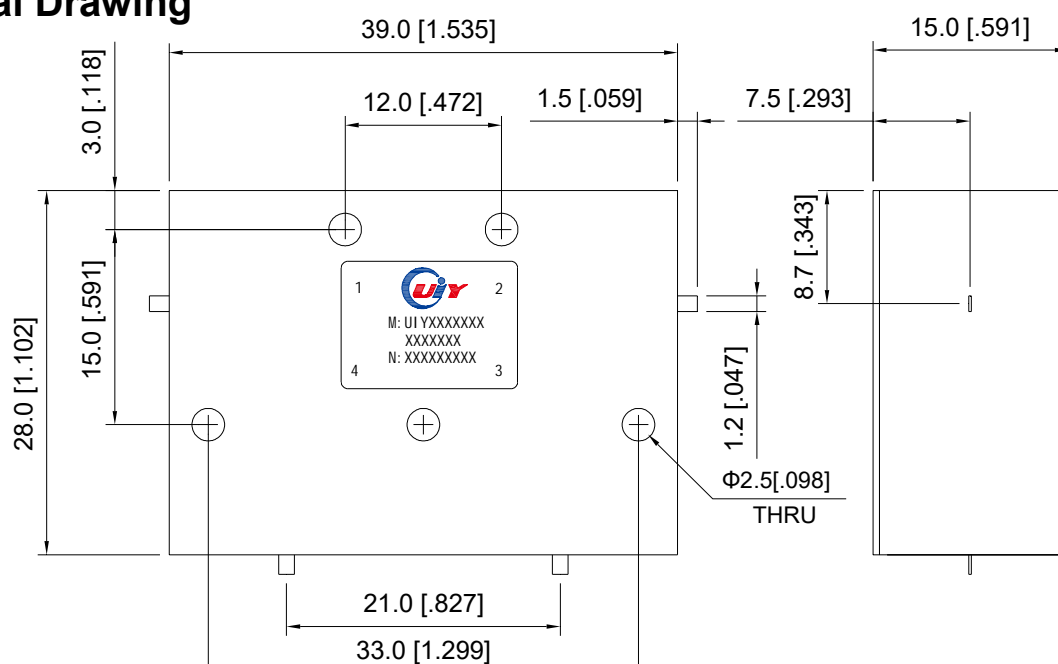 al Drawing
39.0 [1.535]
15.0 [.591]
3.0 [.118]
12.0 [.472]
1.5 [.059]
7.5 [.293]
28.0 [1.102]
15.0 [.591]
8.7 [.343]
1
UiY
2
M: UIYXXXXXXX
XXXXXXX
N: XXXXXXXXX
4
3
1.2 [.047]
Φ2.5[.098]
THRU
21.0 [.827]
33.0 [1.299]